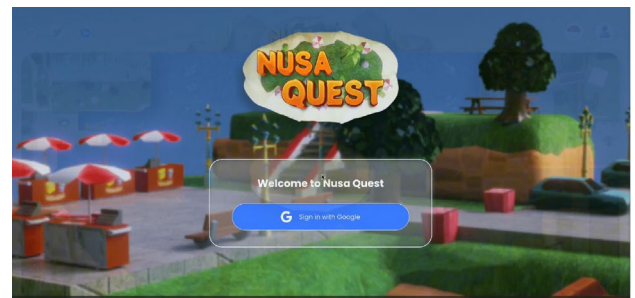 NUSA
QUEST
Welcome to Nusa Quest
G Sign in with Google